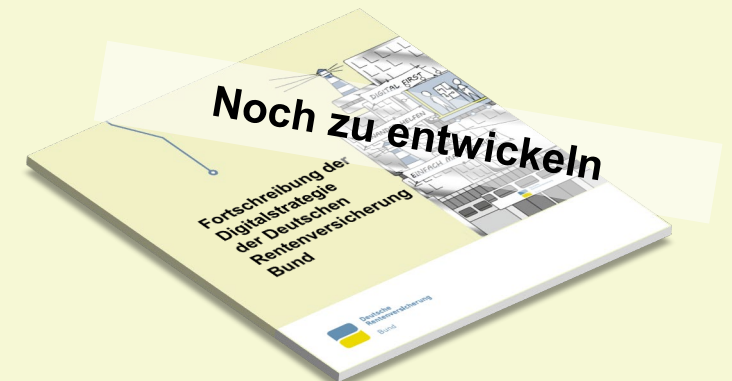 Noch zu entwickeln
DIGITAL FIRST
HELFEN
EINFACH
Fortschreibung der
Digitalstrategie
der Deutschen
Rentenversicherung
Bund
Deutsche
Rentenversicherung
Bund